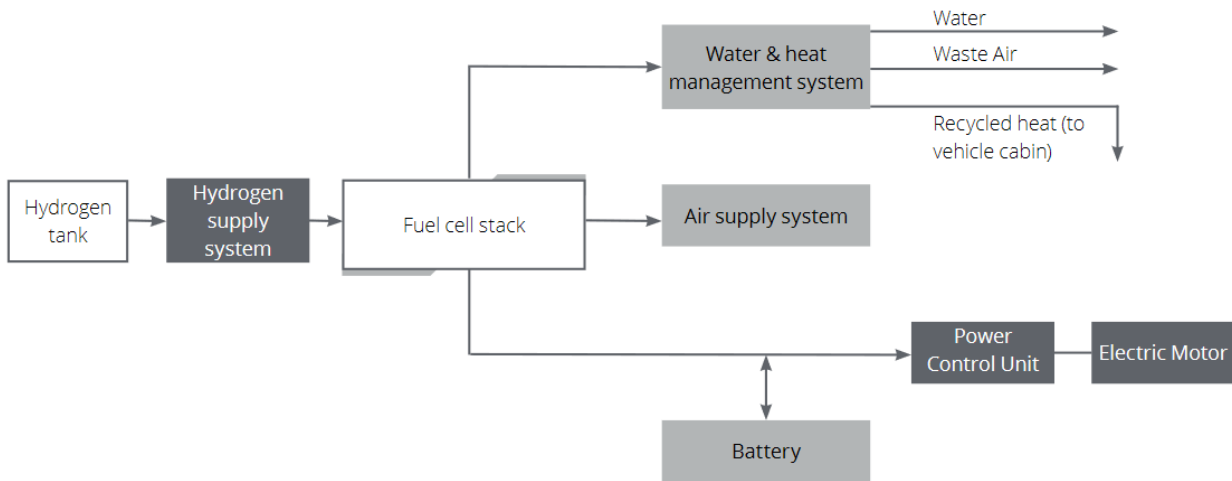 Water
Water & heat
management system
Waste Air
Recycled heat (to
vehicle cabin)
Hydrogen
tank
Hydrogen
supply
system
Fuel cell stack
Air supply system
Power
Control Unit
Electric Motor
Battery